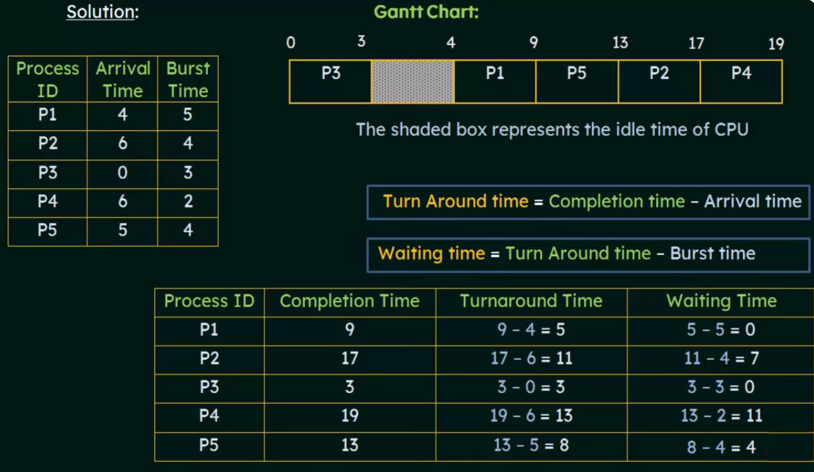 Solution:
Gantt Chart:
0 3 4 9 13 17 19
P3 P1 P5 P2 P4
The shaded box represents the idle time of CPU
Process ID Arrival Time Burst Time
P1 4 5
P2 6 4
P3 0 3
P4 6 2
P5 5 4
Turn Around time = Completion time – Arrival time
Waiting time = Turn Around time – Burst time
Process ID Completion Time Turnaround Time Waiting Time
P1 9 9 – 4 = 5 5 – 5 = 0
P2 17 17 – 6 = 11 11 – 4 = 7
P3 3 3 – 0 = 3 3 – 3 = 0
P4 19 19 – 6 = 13 13 – 2 = 11
P5 13 13 – 5 = 8 8 – 4 = 4